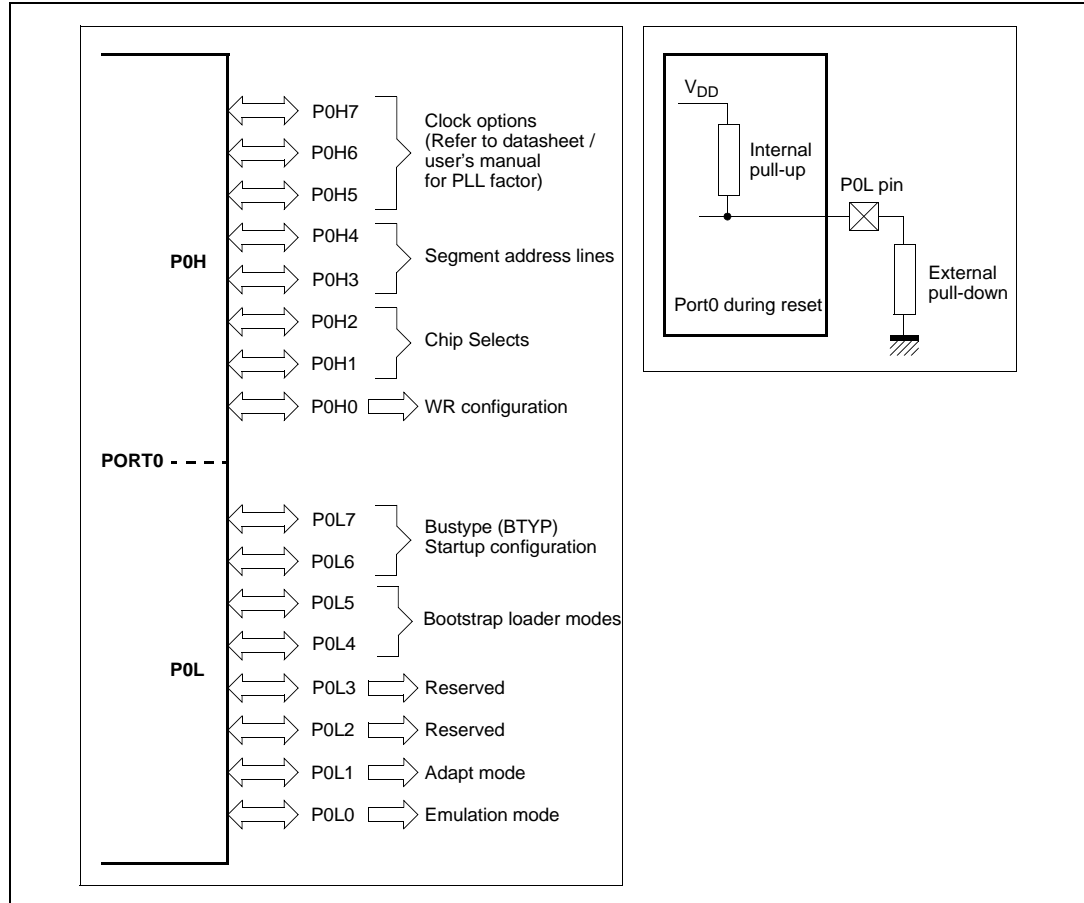 P0H7
P0H6
P0H5
Clock options
(Refer to datasheet /
user's manual
for PLL factor)
P0H4
P0H3
Segment address lines
P0H
P0H2
P0H1
Chip Selects
P0H0
WR configuration
PORT0
P0L7
P0L6
Bustype (BTYP)
Startup configuration
P0L5
P0L4
Bootstrap loader modes
P0L
P0L3
Reserved
P0L2
Reserved
P0L1
Adapt mode
P0L0
Emulation mode
VDD
Internal
pull-up
P0L pin
External
pull-down
Port0 during reset